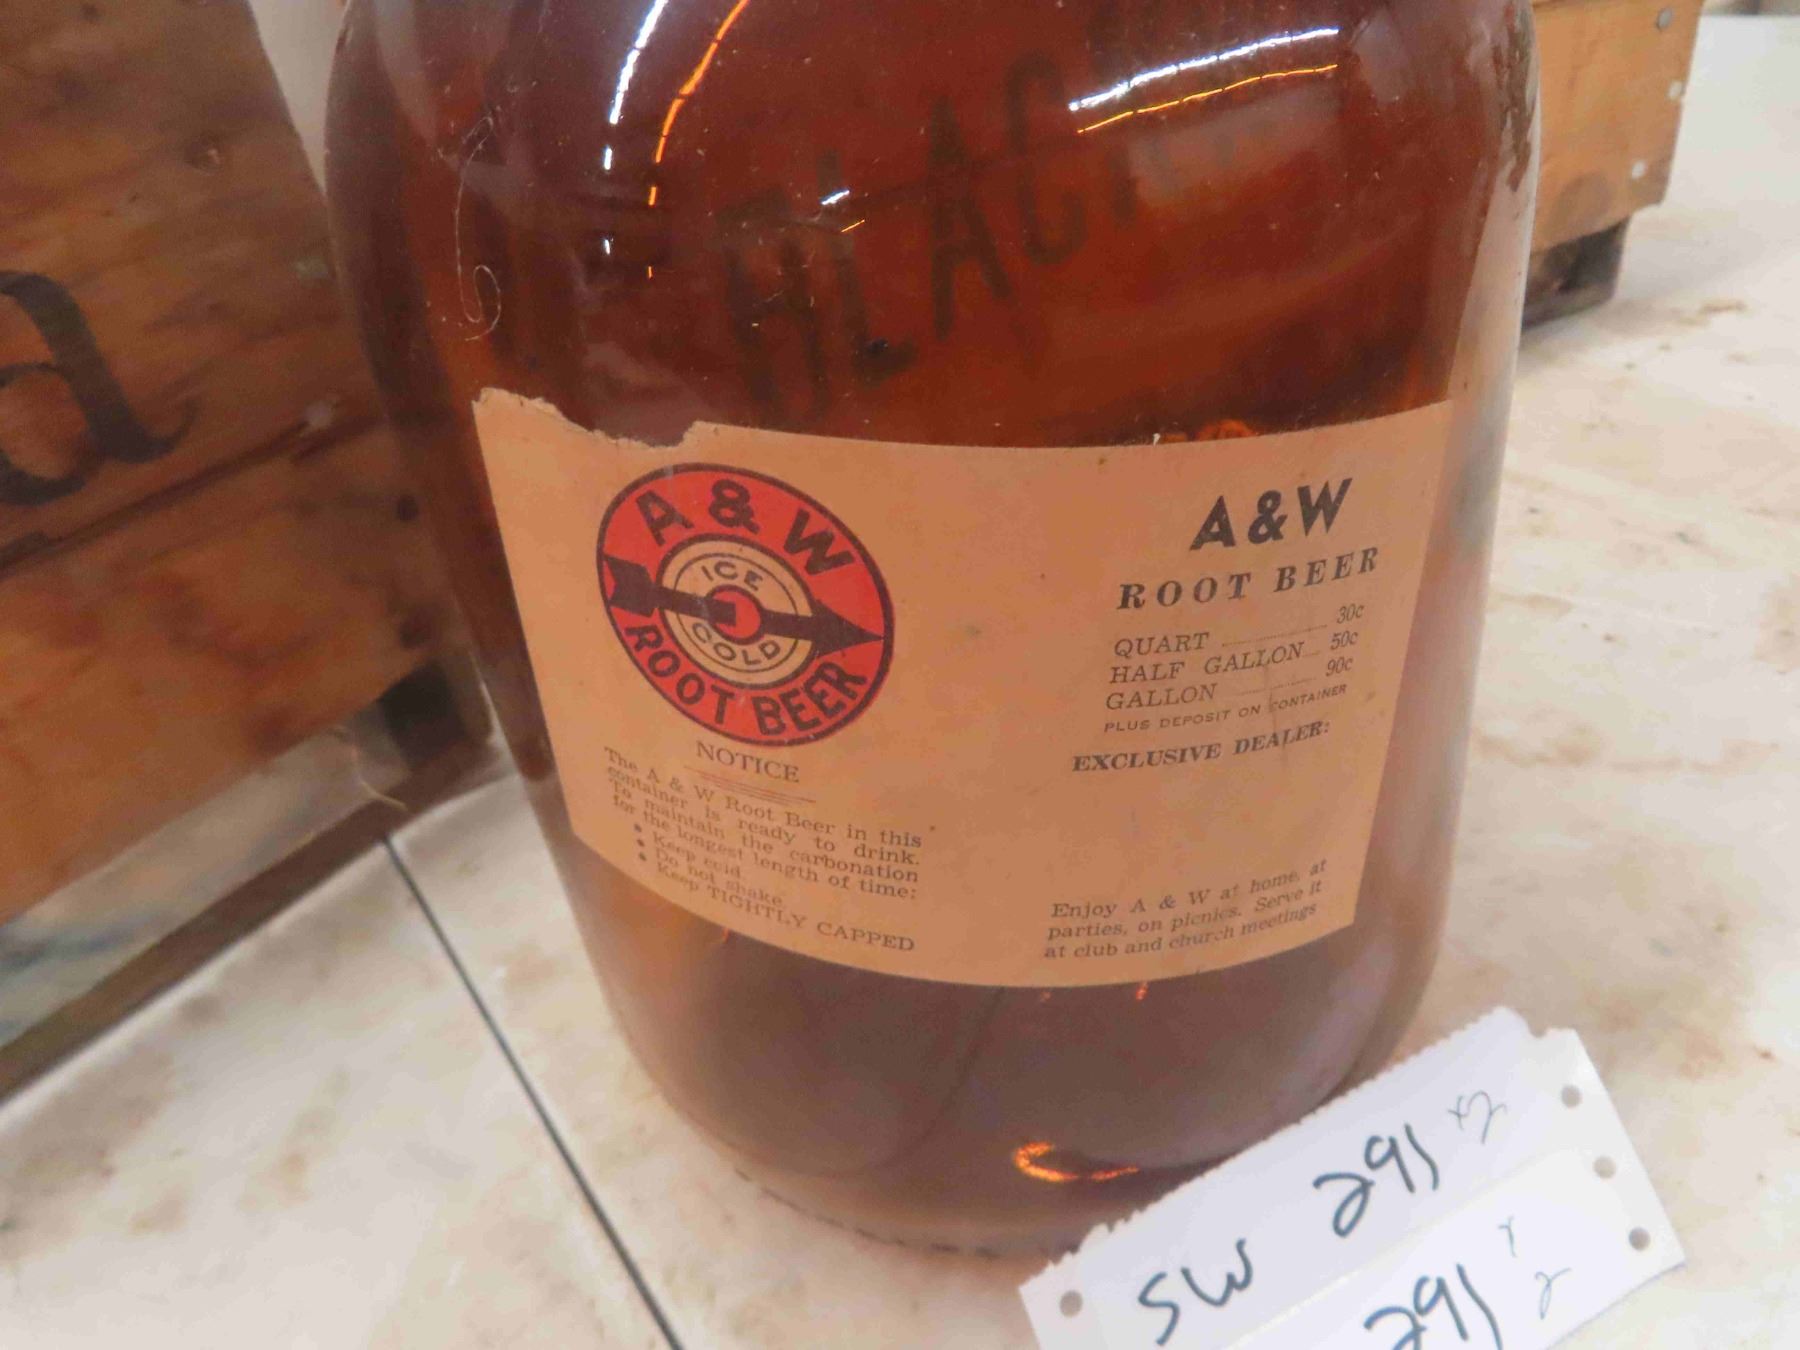 A & W
ICE
COLD
ROOT BEER
NOTICE
The A & W Root Beer in this
container is ready to drink.
To maintain the carbonation
for the longest length of time:
• Keep cold.
• Do not shake.
• Keep TIGHTLY CAPPED
A&W
ROOT BEER
QUART 30c
HALF GALLON 50c
GALLON 90c
PLUS DEPOSIT ON CONTAINER
EXCLUSIVE DEALER:
Enjoy A & W at home, at
parties, on picnics. Serve it
at club and church meetings
SW 291 x2
291 x2
d